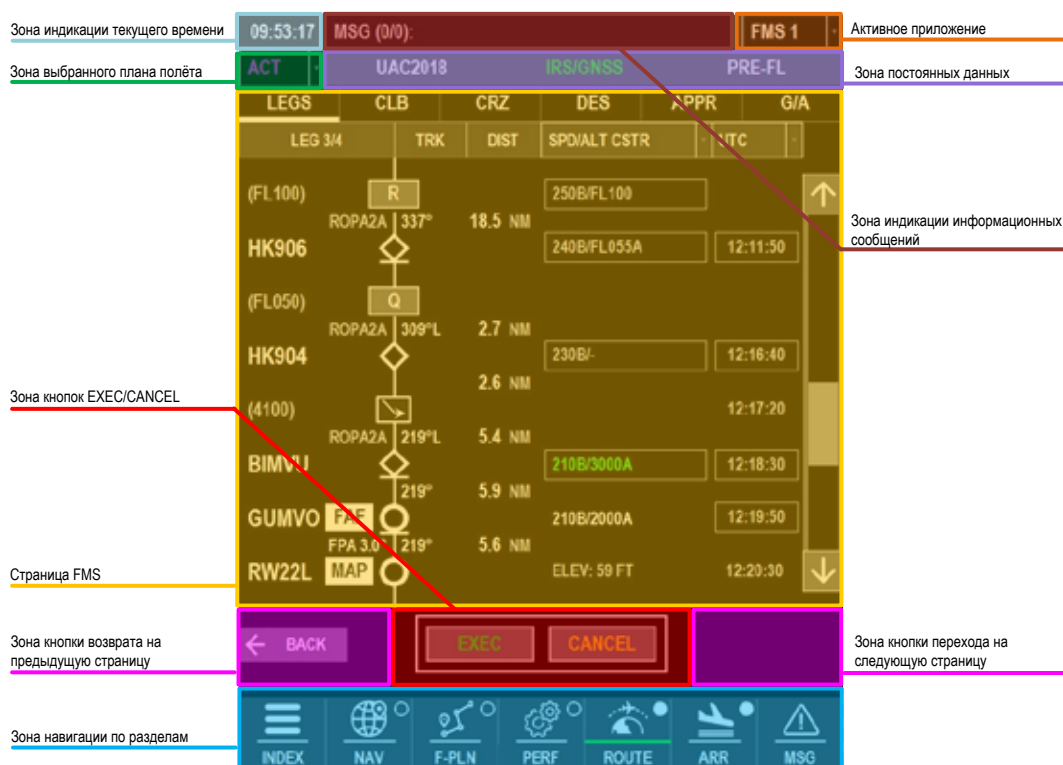 Зона индикации текущего времени
09:53:17
MSG (0/0):
FMS 1
Активное приложение
Зона выбранного плана полёта
ACT
UAC2018
IRS/GNSS
PRE-FL
Зона постоянных данных
LEGS CLB CRZ DES APPR G/A
LEG 3/4 TRK DIST SPD/ALT CSTR UTC
(FL100) R 250B/FL100
ROPA2A 337° 18.5 NM
Зона индикации информационных
сообщений
HK906 240B/FL055A 12:11:50
(FL050) Q
ROPA2A 309°L 2.7 NM
HK904 230B/- 12:16:40
2.6 NM
Зона кнопок EXEC/CANCEL
(4100) 12:17:20
ROPA2A 219°L 5.4 NM
BIMVU 210B/3000A 12:18:30
219° 5.9 NM
GUMVO FAF 210B/2000A 12:19:50
FPA 3.0° 219° 5.6 NM
RW22L MAP ELEV: 59 FT 12:20:30
Страница FMS
Зона кнопки возврата на
предыдущую страницу
BACK
EXEC
CANCEL
Зона кнопки перехода на
следующую страницу
Зона навигации по разделам
INDEX NAV F-PLN PERF ROUTE ARR MSG